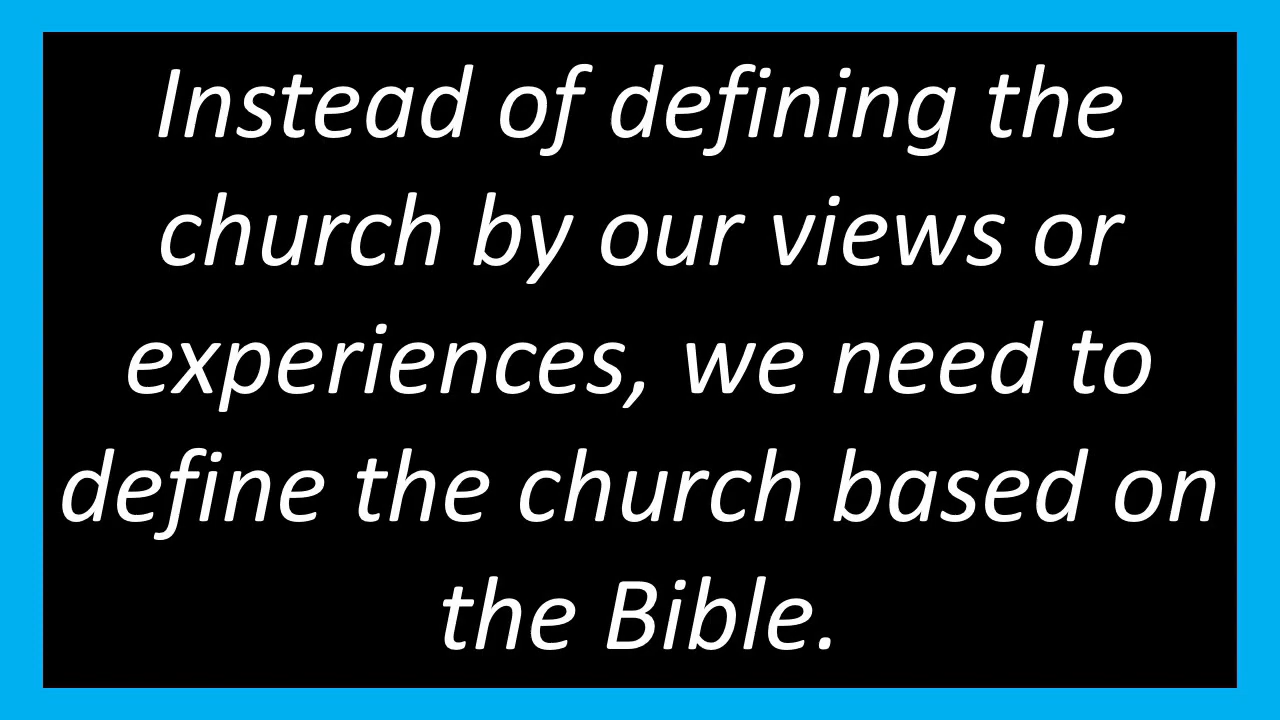 Instead of defining the
church by our views or
experiences, we need to
define the church based on
the Bible.